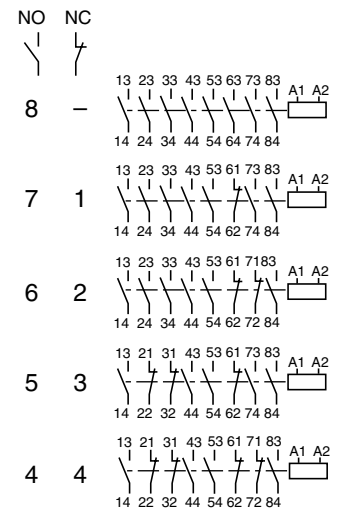 NO NC
13 23 33 43 53 63 73 83
A1 A2
8 –
14 24 34 44 54 64 74 84
13 23 33 43 53 61 73 83
A1 A2
7 1
14 24 34 44 54 62 74 84
13 23 33 43 53 61 71 83
A1 A2
6 2
14 24 34 44 54 62 72 84
13 21 31 43 53 61 73 83
A1 A2
5 3
14 22 32 44 54 62 74 84
13 21 31 43 53 61 71 83
A1 A2
4 4
14 22 32 44 54 62 72 84